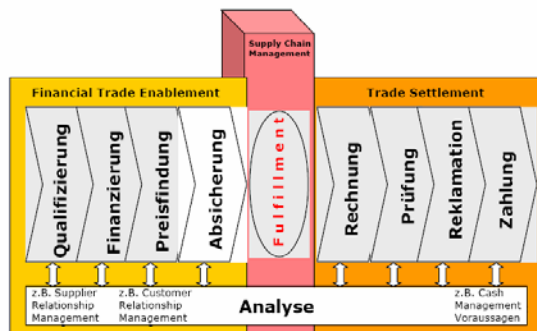 Supply Chain
Management
Financial Trade Enablement
Trade Settlement
Qualifizierung
Finanzierung
Preisfindung
Absicherung
Fulfillment
Rechnung
Prüfung
Reklamation
Zahlung
z.B. Supplier
Relationship
Management
z.B. Customer
Relationship
Management
Analyse
z.B. Cash
Management
Voraussagen